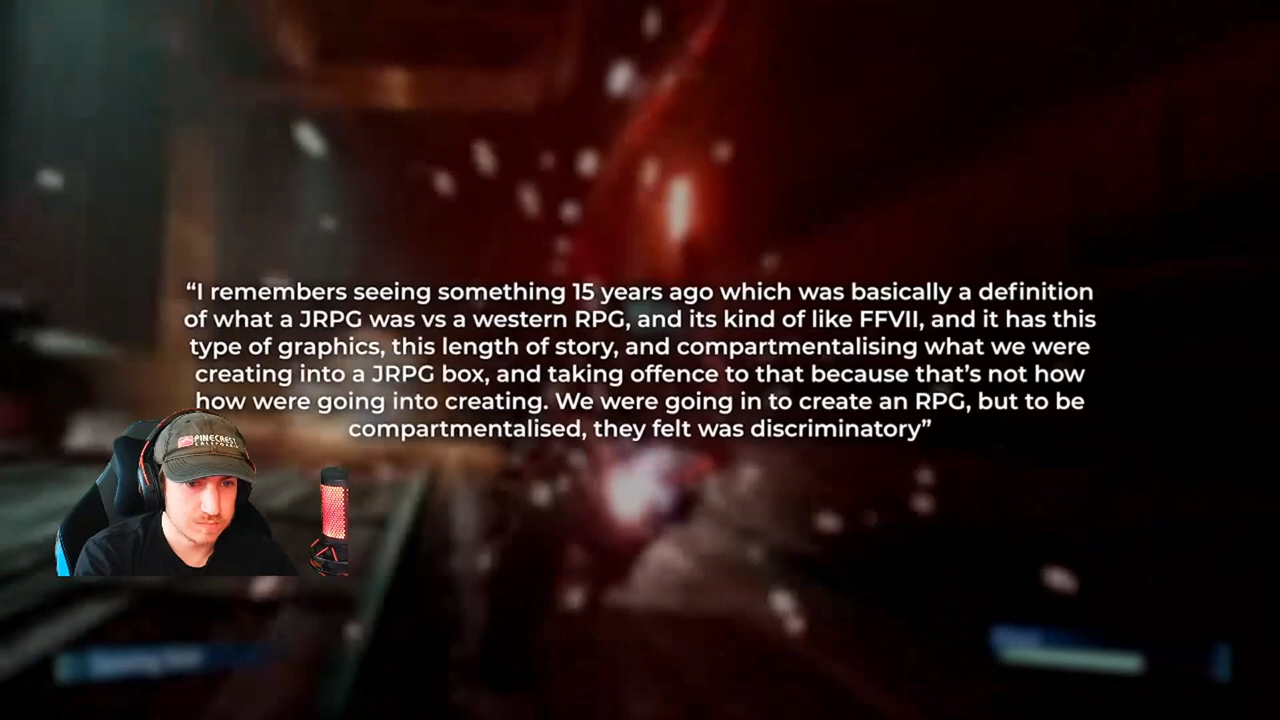 “I remembers seeing something 15 years ago which was basically a definition
of what a JRPG was vs a western RPG, and its kind of like FFVII, and it has this
type of graphics, this length of story, and compartmentalising what we were
creating into a JRPG box, and taking offence to that because that’s not how
how were going into creating. We were going in to create an RPG, but to be
compartmentalised, they felt was discriminatory”
PINECREST
CALIFORNIA